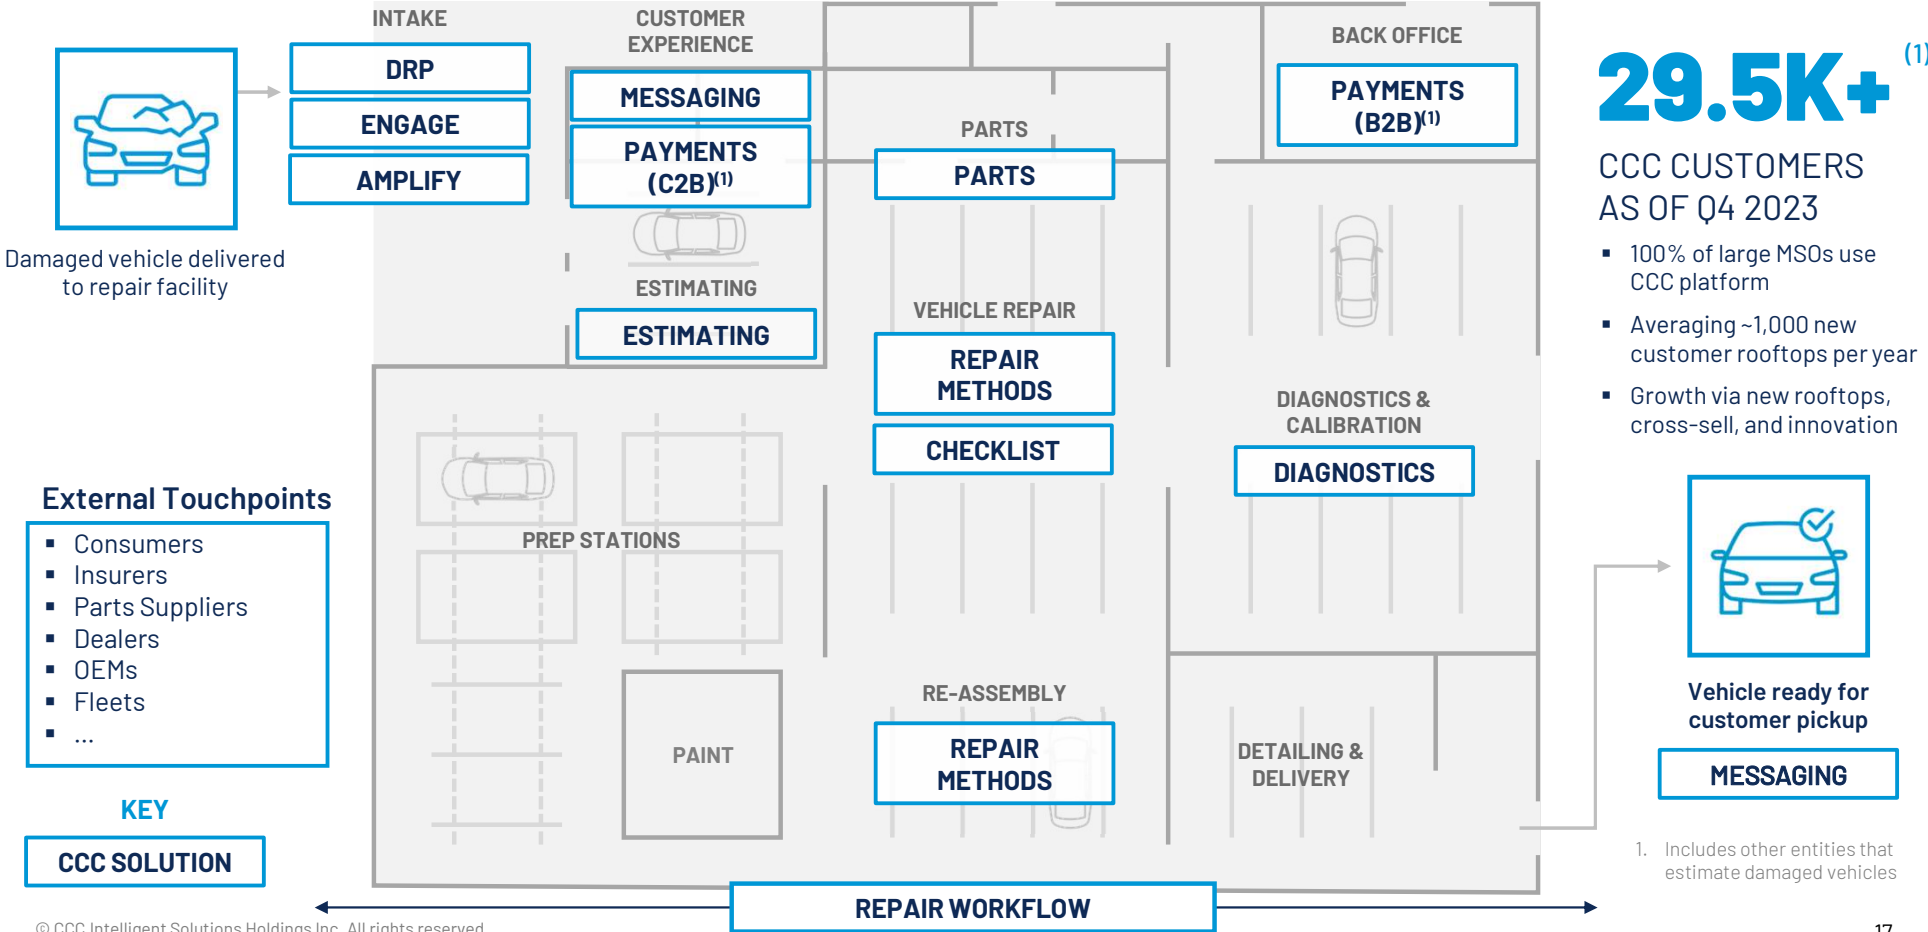 INTAKE
DRP
ENGAGE
AMPLIFY
Damaged vehicle delivered
to repair facility
CUSTOMER
EXPERIENCE
MESSAGING
PAYMENTS
(C2B)(1)
ESTIMATING
ESTIMATING
PARTS
PARTS
VEHICLE REPAIR
REPAIR
METHODS
CHECKLIST
BACK OFFICE
PAYMENTS
(B2B)(1)
DIAGNOSTICS &
CALIBRATION
DIAGNOSTICS
PREP STATIONS
PAINT
RE-ASSEMBLY
REPAIR
METHODS
DETAILING &
DELIVERY
29.5K+ (1)
CCC CUSTOMERS
AS OF Q4 2023
▪ 100% of large MSOs use
CCC platform
▪ Averaging ~1,000 new
customer rooftops per year
▪ Growth via new rooftops,
cross-sell, and innovation
Vehicle ready for
customer pickup
MESSAGING
1. Includes other entities that
estimate damaged vehicles
External Touchpoints
▪ Consumers
▪ Insurers
▪ Parts Suppliers
▪ Dealers
▪ OEMs
▪ Fleets
▪ ...
KEY
CCC SOLUTION
REPAIR WORKFLOW
© CCC Intelligent Solutions Holdings Inc. All rights reserved
17